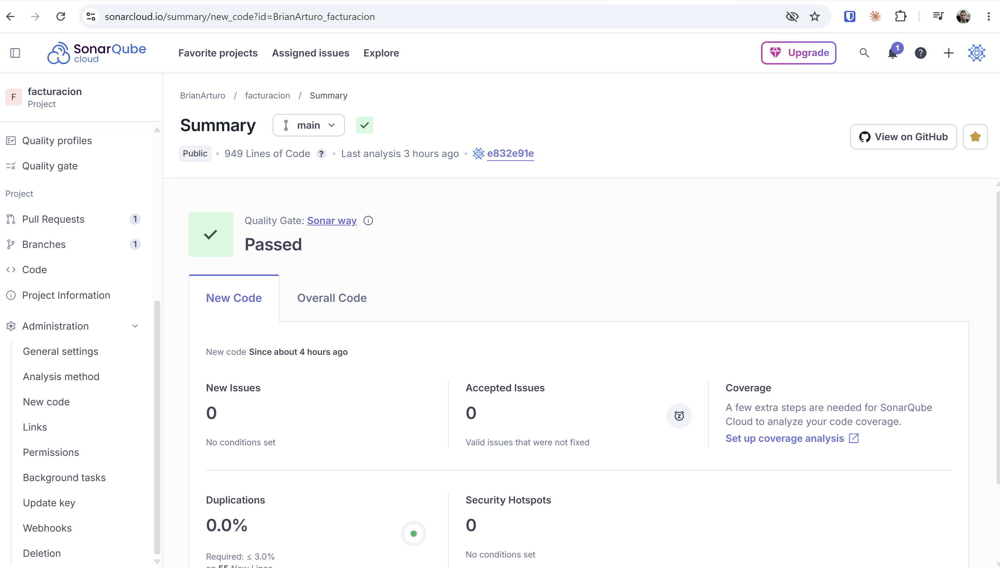 sonarcloud.io/summary/new_code?id=BrianArturo_facturacion
SonarQube
cloud
Favorite projects
Assigned issues
Explore
Upgrade
1
F
facturacion
Project
Quality profiles
Quality gate
Project
Pull Requests
1
Branches
1
Code
Project Information
Administration
General settings
Analysis method
New code
Links
Permissions
Background tasks
Update key
Webhooks
Deletion
BrianArturo / facturacion / Summary
Summary
main
View on GitHub
Public • 949 Lines of Code ? • Last analysis 3 hours ago • e832e91e
Quality Gate: Sonar way
Passed
New Code
Overall Code
New code Since about 4 hours ago
New Issues
0
No conditions set
Accepted Issues
0
Valid issues that were not fixed
Coverage
A few extra steps are needed for SonarQube
Cloud to analyze your code coverage.
Set up coverage analysis
Duplications
0.0%
Required: ≤ 3.0%
on 55 New Lines
Security Hotspots
0
No conditions set